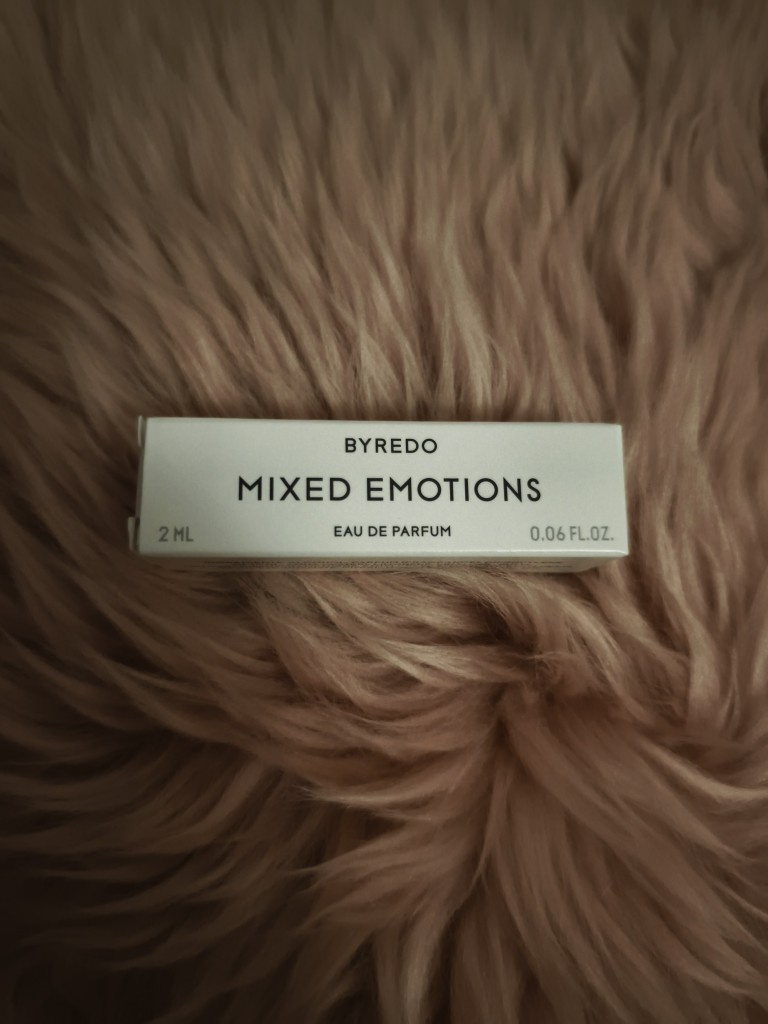 BYREDO
MIXED EMOTIONS
EAU DE PARFUM
2 ML
0.06 FL.OZ.